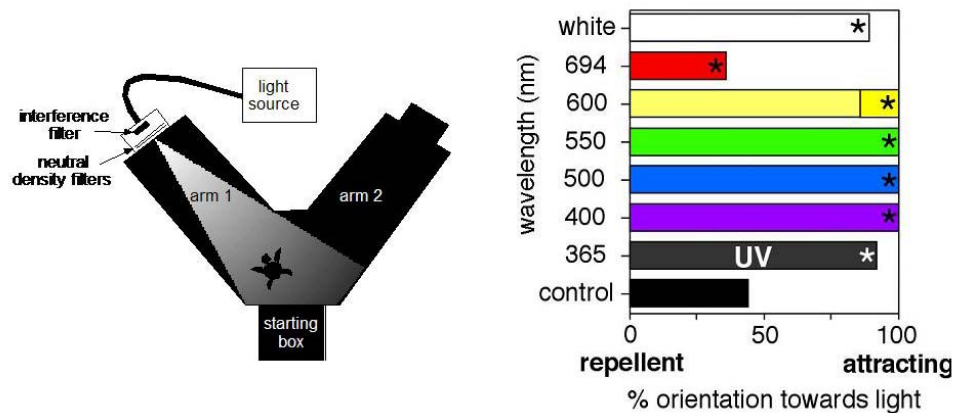 light
source
interference
filter
neutral
density filters
arm 1
arm 2
starting
box
wavelength (nm)
white
*
694
*
600
*
550
*
500
*
400
*
365
UV
*
control
0
50
100
repellent
attracting
% orientation towards light